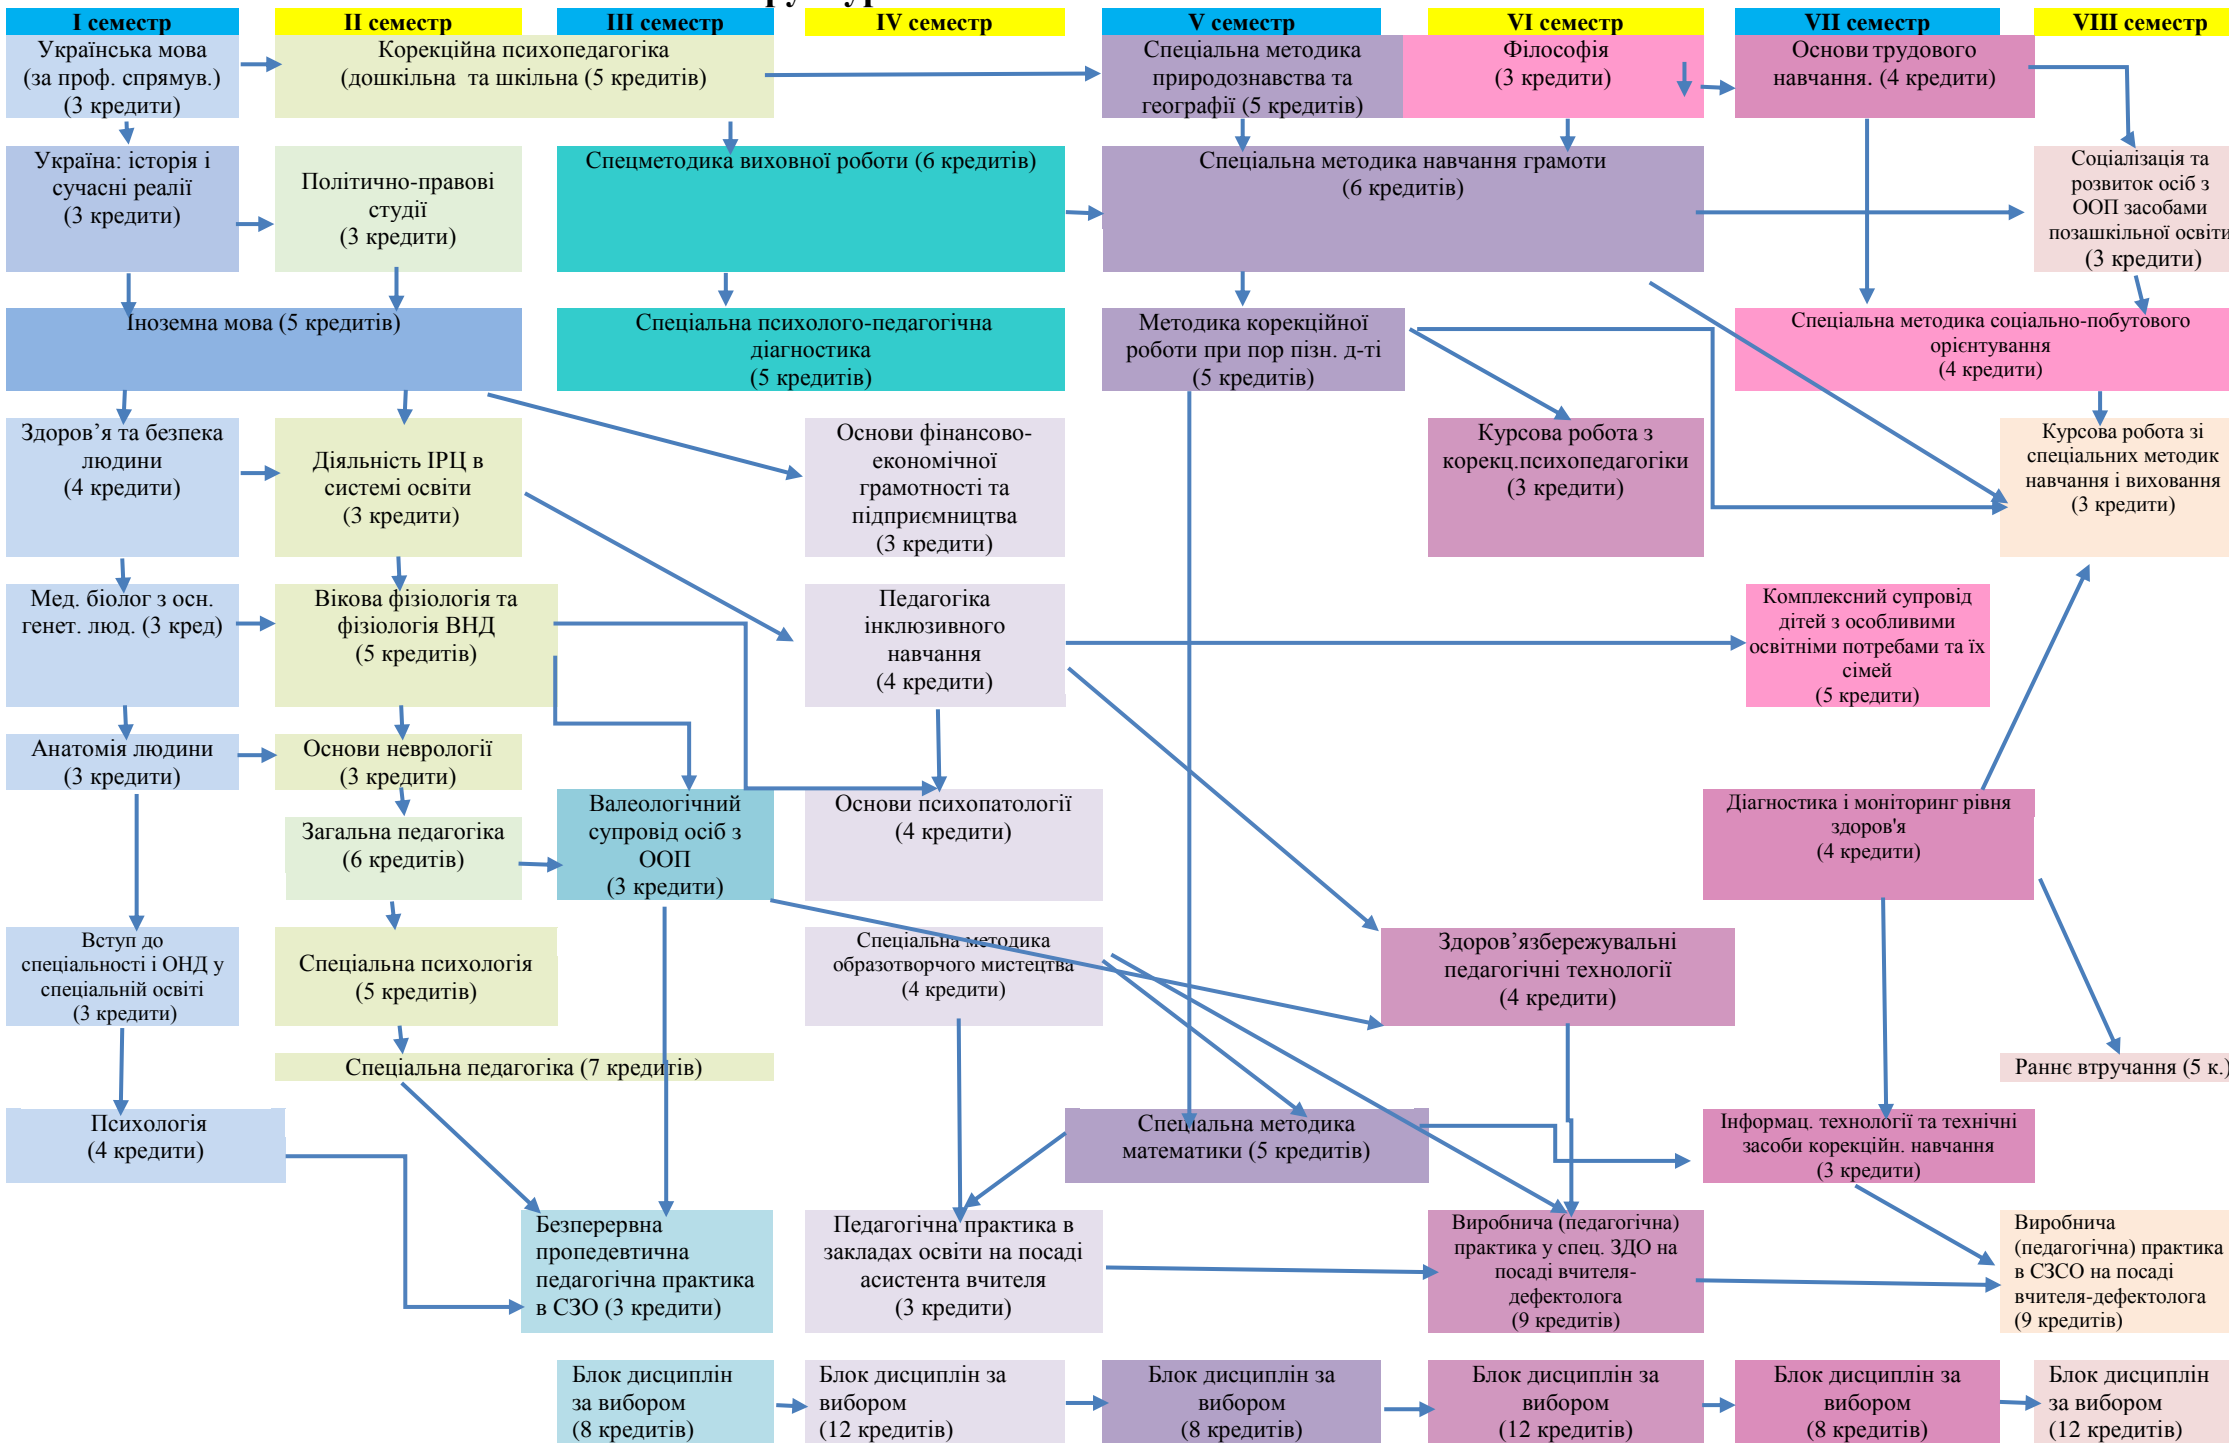 І семестр
ІІ семестр
ІІІ семестр
IV семестр
V семестр
VI семестр
VII семестр
VIII семестр
Українська мова
(за проф. спрямув.)
(3 кредити)
Корекційна психопедагогіка
(дошкільна та шкільна (5 кредитів)
Спеціальна методика
природознавства та
географії (5 кредитів)
Філософія
(3 кредити)
Основи трудового
навчання. (4 кредити)
Україна: історія і
сучасні реалії
(3 кредити)
Політично-правові
студії
(3 кредити)
Спецметодика виховної роботи (6 кредитів)
Спеціальна методика навчання грамоти
(6 кредитів)
Соціалізація та
розвиток осіб з
ООП засобами
позашкільної освіти
(3 кредити)
Іноземна мова (5 кредитів)
Спеціальна психолого-педагогічна
діагностика
(5 кредитів)
Методика корекційної
роботи при пор пізн. д-ті
(5 кредитів)
Спеціальна методика соціально-побутового
орієнтування
(4 кредити)
Здоров’я та безпека
людини
(4 кредити)
Діяльність ІРЦ в
системі освіти
(3 кредити)
Основи фінансово-
економічної
грамотності та
підприємництва
(3 кредити)
Курсова робота з
корекц.психопедагогіки
(3 кредити)
Курсова робота зі
спеціальних методик
навчання і виховання
(3 кредити)
Мед. біолог з осн.
генет. люд. (3 кред)
Вікова фізіологія та
фізіологія ВНД
(5 кредитів)
Педагогіка
інклюзивного
навчання
(4 кредити)
Комплексний супровід
дітей з особливими
освітніми потребами та їх
сімей
(5 кредити)
Анатомія людини
(3 кредити)
Основи неврології
(3 кредити)
Валеологічний
супровід осіб з
ООП
(3 кредити)
Основи психопатології
(4 кредити)
Діагностика і моніторинг рівня
здоров'я
(4 кредити)
Загальна педагогіка
(6 кредитів)
Вступ до
спеціальності і ОНД у
спеціальній освіті
(3 кредити)
Спеціальна психологія
(5 кредитів)
Спеціальна методика
образотворчого мистецтва
(4 кредити)
Здоров’язбережувальні
педагогічні технології
(4 кредити)
Спеціальна педагогіка (7 кредитів)
Раннє втручання (5 к.)
Психологія
(4 кредити)
Спеціальна методика
математики (5 кредитів)
Інформац. технології та технічні
засоби корекційн. навчання
(3 кредити)
Безперервна
пропедевтична
педагогічна практика
в СЗО (3 кредити)
Педагогічна практика в
закладах освіти на посаді
асистента вчителя
(3 кредити)
Виробнича (педагогічна)
практика у спец. ЗДО на
посаді вчителя-
дефектолога
(9 кредитів)
Виробнича
(педагогічна) практика
в СЗСО на посаді
вчителя-дефектолога
(9 кредитів)
Блок дисциплін
за вибором
(8 кредитів)
Блок дисциплін за
вибором
(12 кредитів)
Блок дисциплін за
вибором
(8 кредитів)
Блок дисциплін за
вибором
(12 кредитів)
Блок дисциплін за
вибором
(8 кредитів)
Блок дисциплін
за вибором
(12 кредитів)